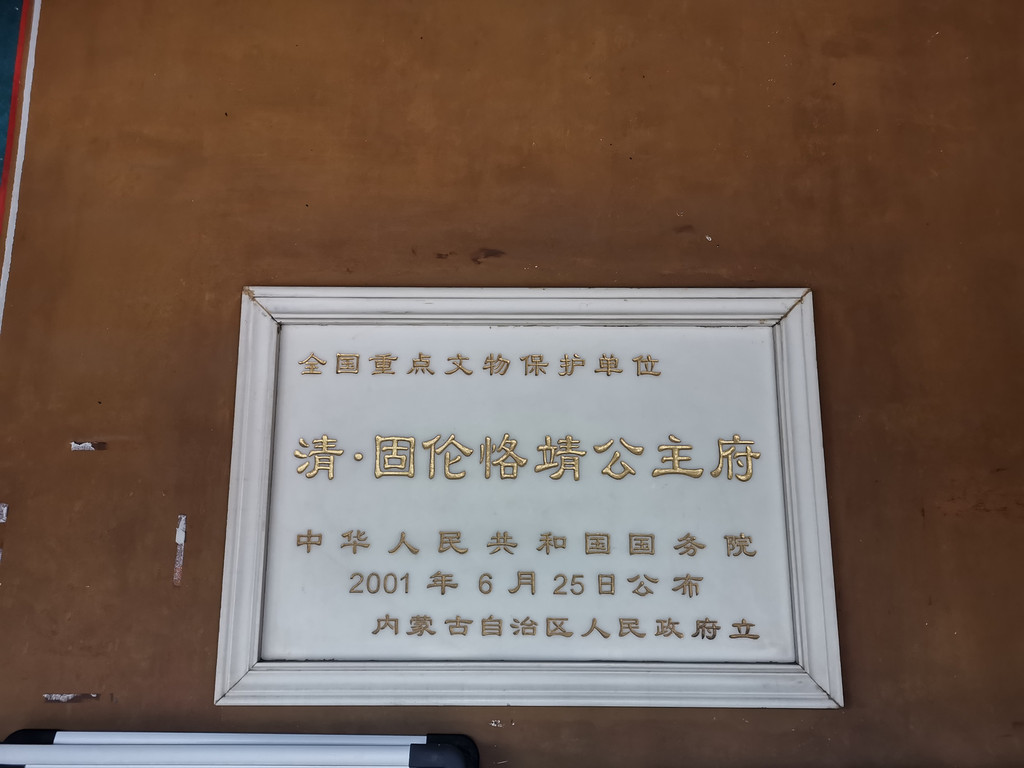 全国重点文物保护单位
清·固伦恪靖公主府
中华人民共和国国务院
2001年6月25日公布
内蒙古自治区人民政府立